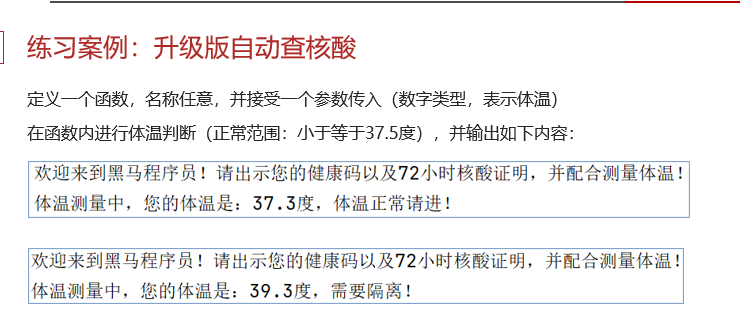 练习案例：升级版自动查核酸
定义一个函数，名称任意，并接受一个参数传入（数字类型，表示体温）
在函数内进行体温判断（正常范围：小于等于37.5度），并输出如下内容：
欢迎来到黑马程序员！请出示您的健康码以及72小时核酸证明，并配合测量体温！
体温测量中，您的体温是：37.3度，体温正常请进！
欢迎来到黑马程序员！请出示您的健康码以及72小时核酸证明，并配合测量体温！
体温测量中，您的体温是：39.3度，需要隔离！